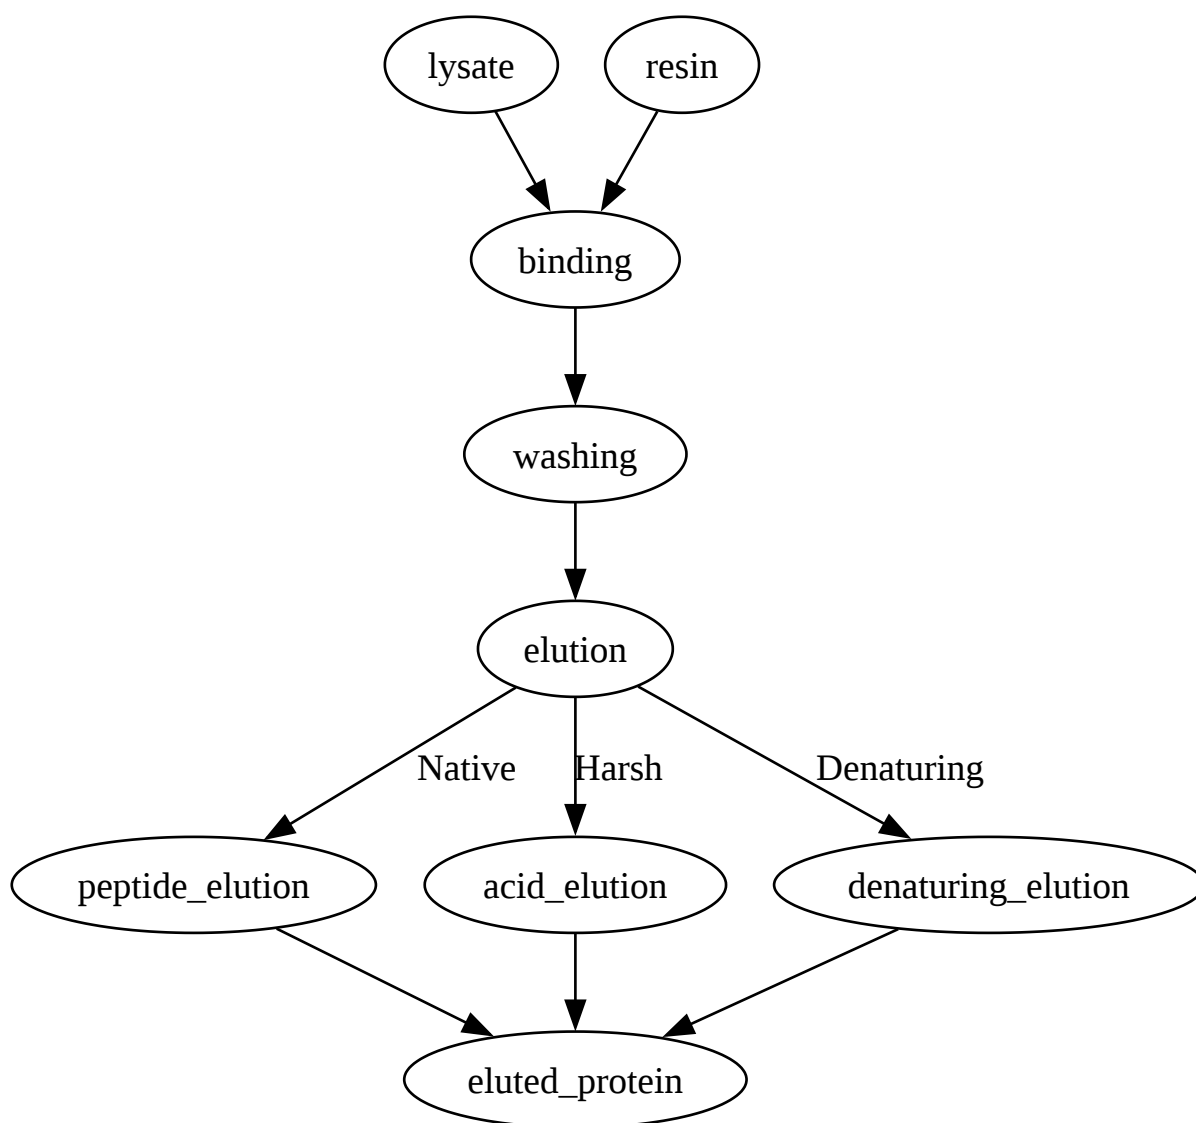 lysate
resin
binding
washing
elution
Native
Harsh
Denaturing
peptide_elution
acid_elution
denaturing_elution
eluted_protein